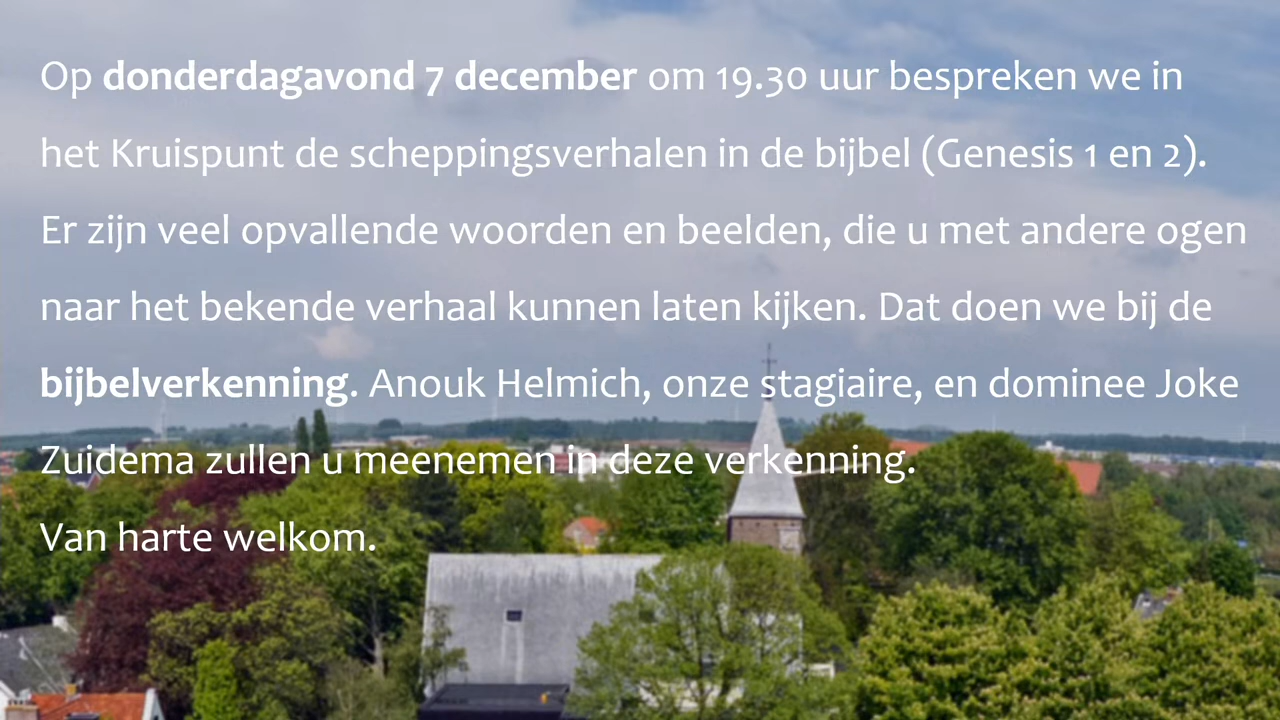 Op donderdagavond 7 december om 19.30 uur bespreken we in
het Kruispunt de scheppingsverhalen in de bijbel (Genesis 1 en 2).
Er zijn veel opvallende woorden en beelden, die u met andere ogen
naar het bekende verhaal kunnen laten kijken. Dat doen we bij de
bijbelverkenning. Anouk Helmich, onze stagiaire, en dominee Joke
Zuidema zullen u meenemen in deze verkenning.
Van harte welkom.